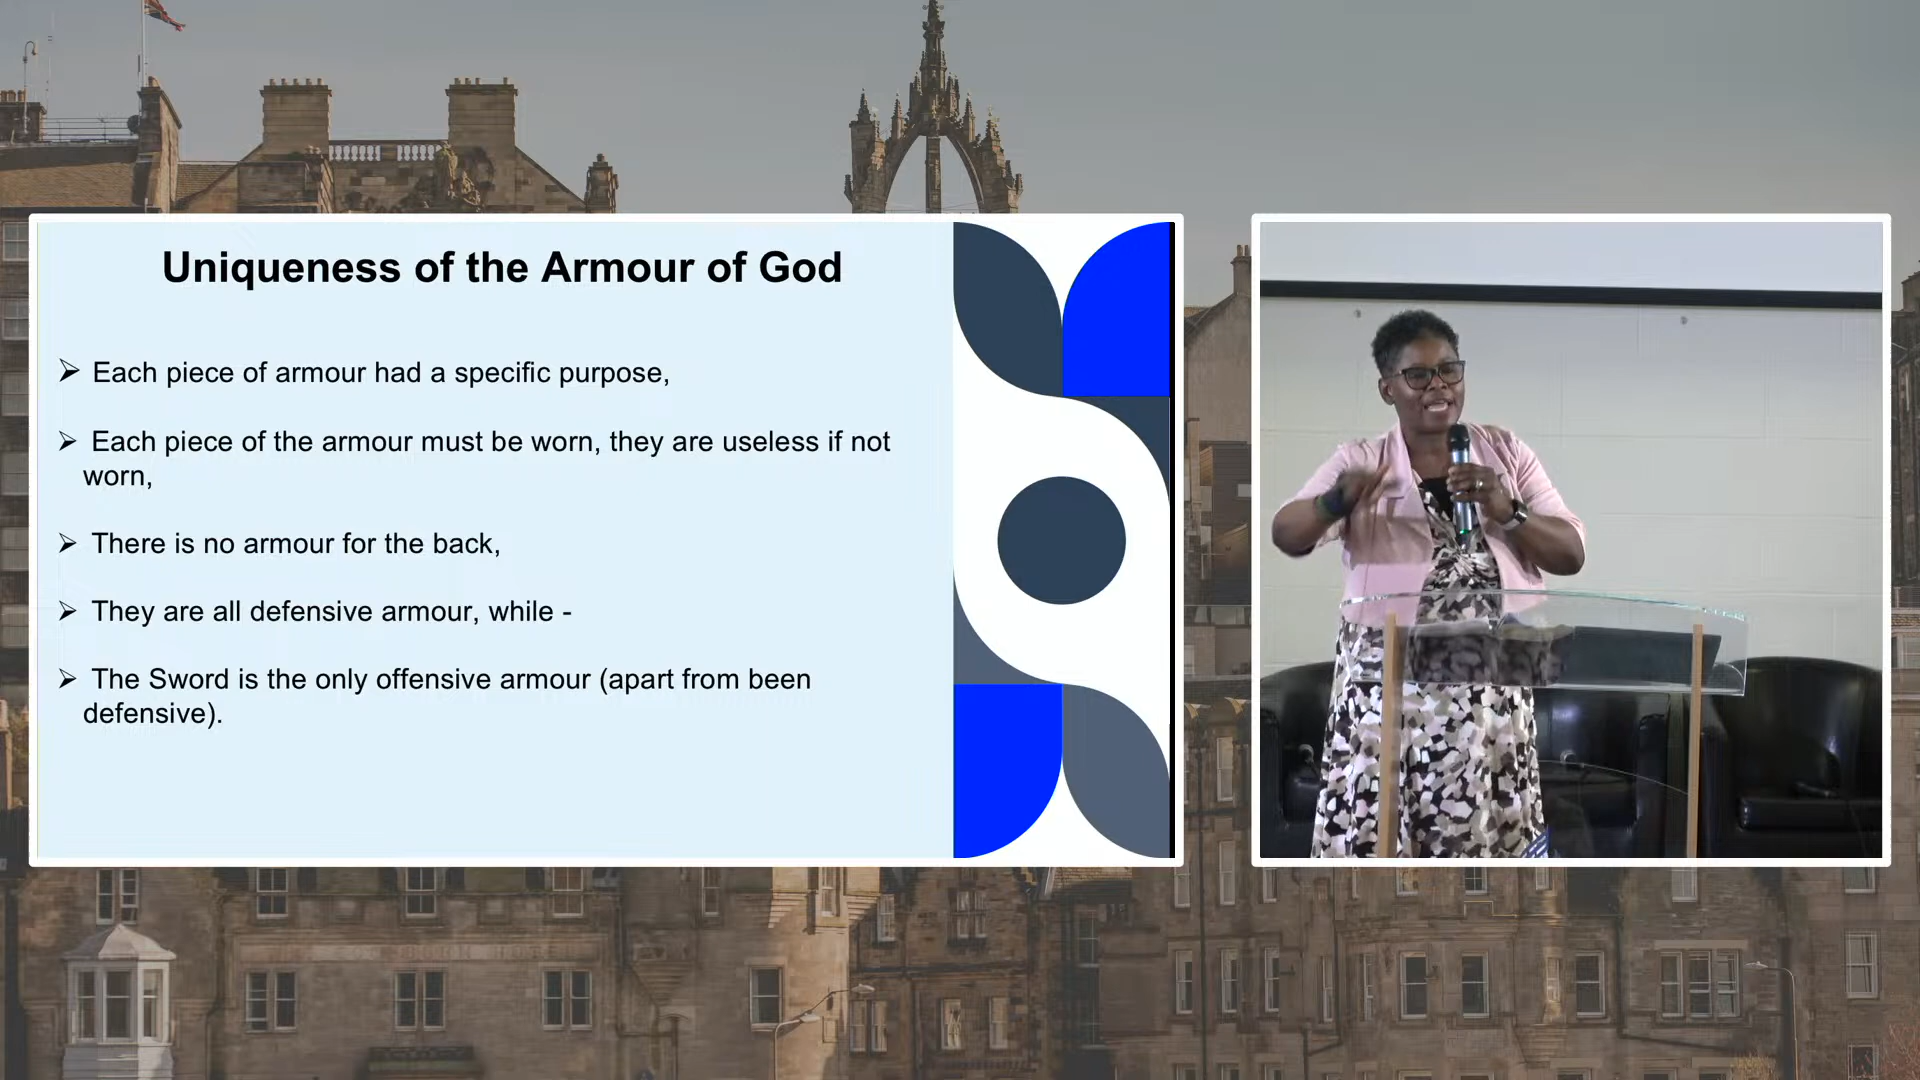 Uniqueness of the Armour of God
➢ Each piece of armour had a specific purpose,
➢ Each piece of the armour must be worn, they are useless if not
worn,
➢ There is no armour for the back,
➢ They are all defensive armour, while -
➢ The Sword is the only offensive armour (apart from been
defensive).